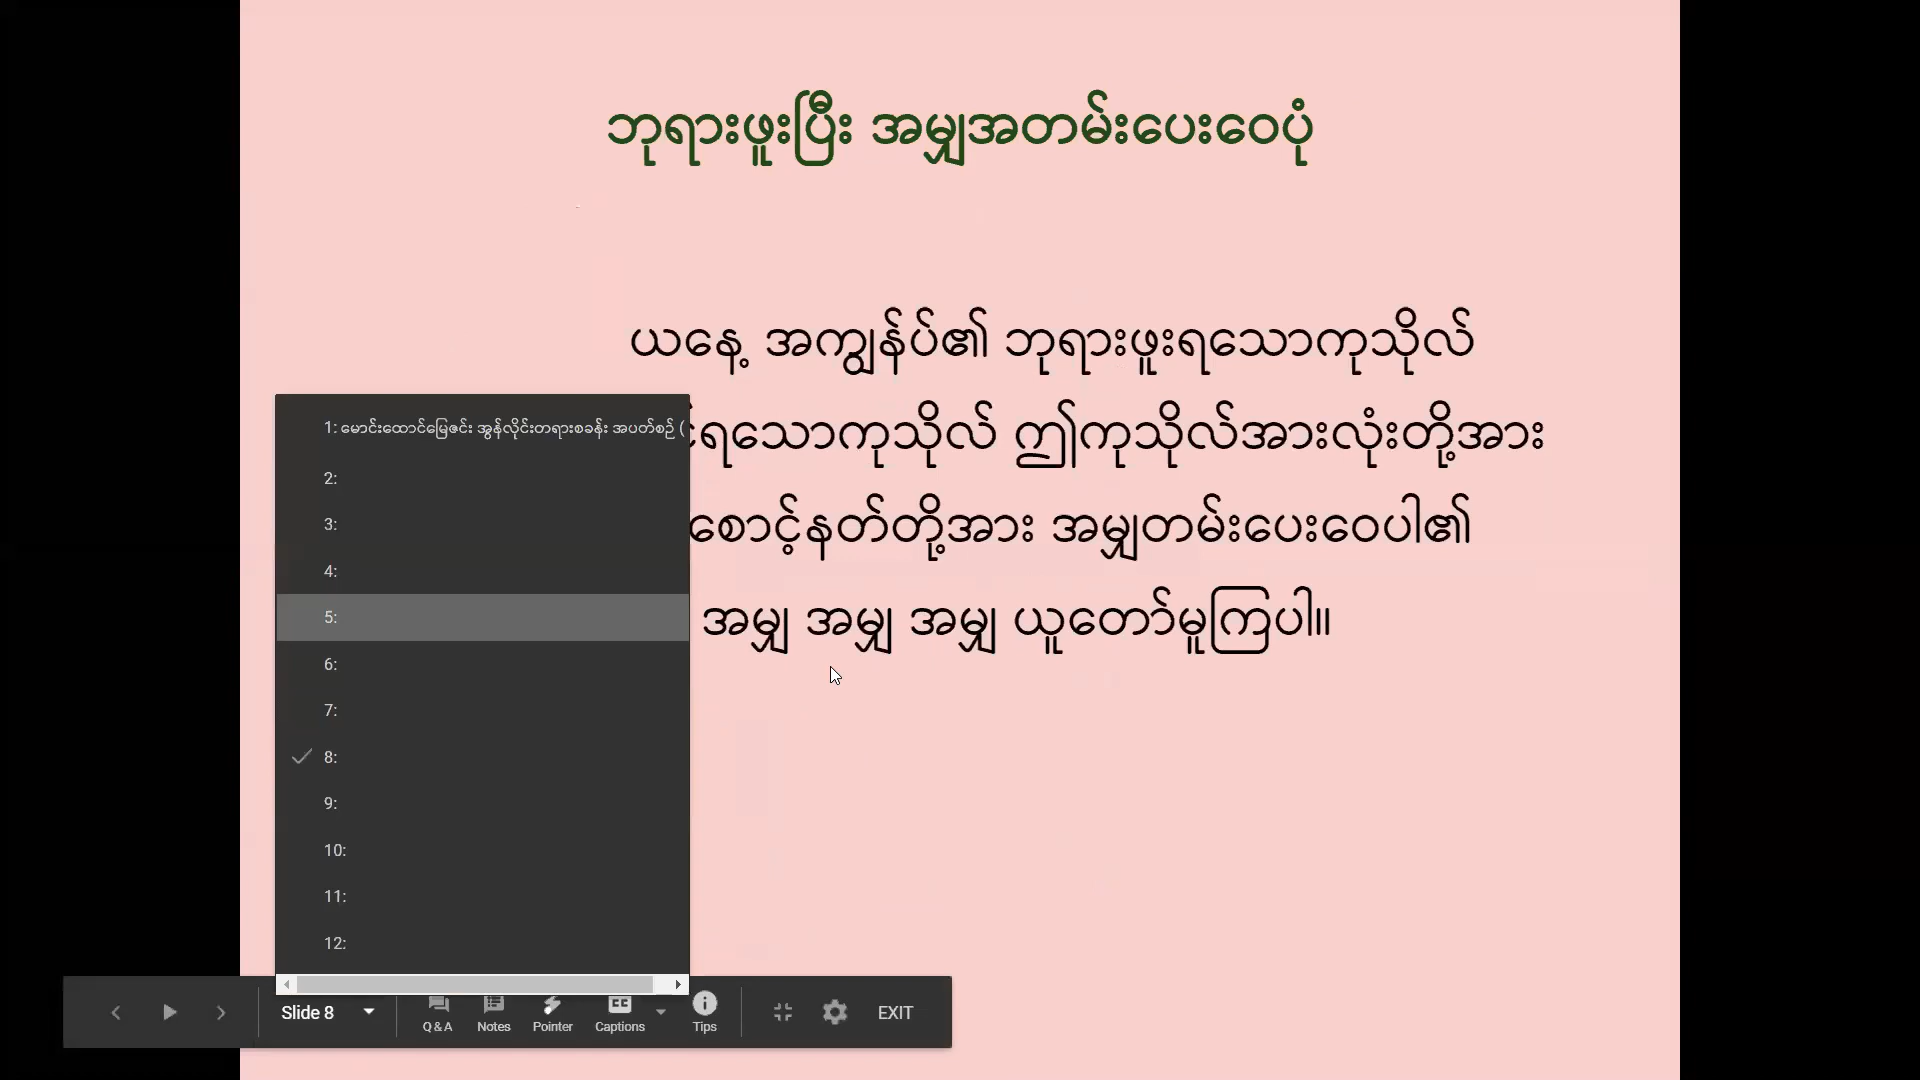 ဘုရားဖူးပြီး အမျှအတမ်းပေးဝေပုံ
ယနေ့ အကျွန်ုပ်၏ ဘုရားဖူးရသောကုသိုလ်
ရသောကုသိုလ် ဤကုသိုလ်အားလုံးတို့အား
စောင့်နတ်တို့အား အမျှတမ်းပေးဝေပါ၏
အမျှ အမျှ အမျှ ယူတော်မူကြပါ။
1: မောင်းထောင်မြေဇင်း အွန်လိုင်းတရားစခန်း အပတ်စဉ် (
2:
3:
4:
5:
6:
7:
8:
9:
10:
11:
12:
Slide 8
Q&A
Notes
Pointer
Captions
Tips
EXIT